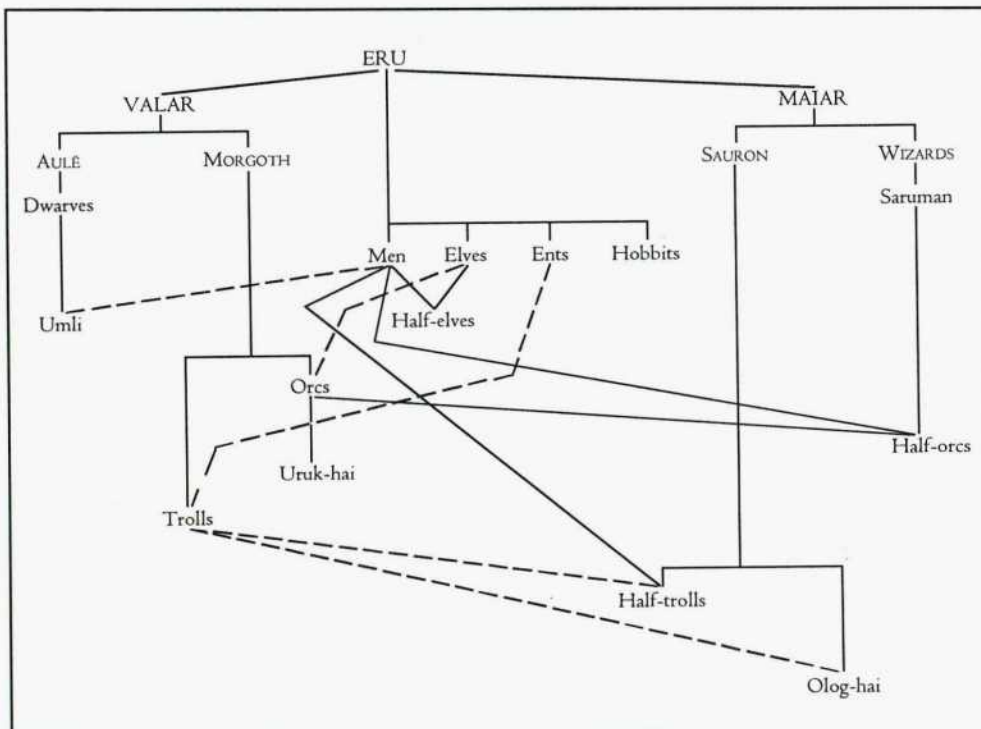 ERU
VALAR
MAIAR
AULË
MORGOTH
SAURON
WIZARDS
Dwarves
Saruman
Men
Elves
Ents
Hobbits
Umli
Half-elves
Orcs
Half-orcs
Uruk-hai
Trolls
Half-trolls
Olog-hai